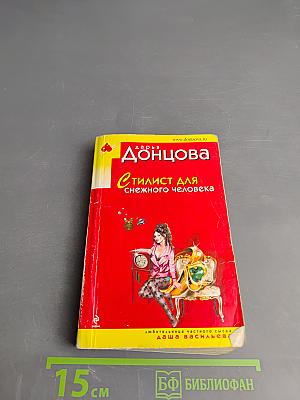 www.dontsova.ru
дарья
Донцова
Стилист для
снежного человека
любительница частного сыска
даша васильева
15 см
БФ БИБЛИОФАН